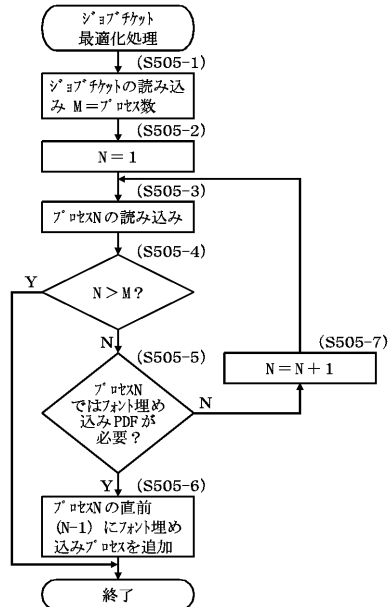 ジョブチケット
最適化処理
(S505-1)
ジョブチケットの読み込
み M=プロセス数
(S505-2)
N=1
(S505-3)
プロセスNの読み込み
(S505-4)
N>M?
Y
N
(S505-5)
プロセスN
ではフォント埋め
込みPDFが
必要?
N
(S505-7)
N=N+1
Y
(S505-6)
プロセスNの直前
(N-1)にフォント埋め
込みプロセスを追加
終了